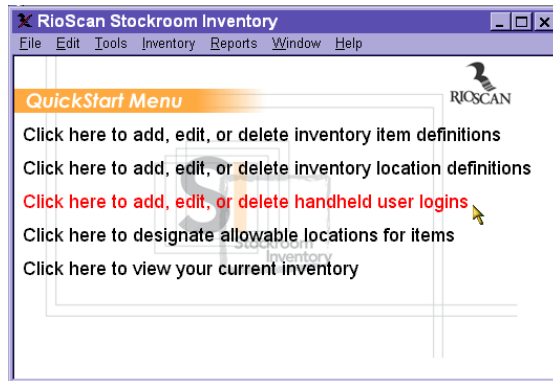 RioScan Stockroom Inventory
File Edit Tools Inventory Reports Window Help
RIOSCAN
QuickStart Menu
Click here to add, edit, or delete inventory item definitions
Click here to add, edit, or delete inventory location definitions
Click here to add, edit, or delete handheld user logins
Click here to designate allowable locations for items
Stockroom
Inventory
Click here to view your current inventory